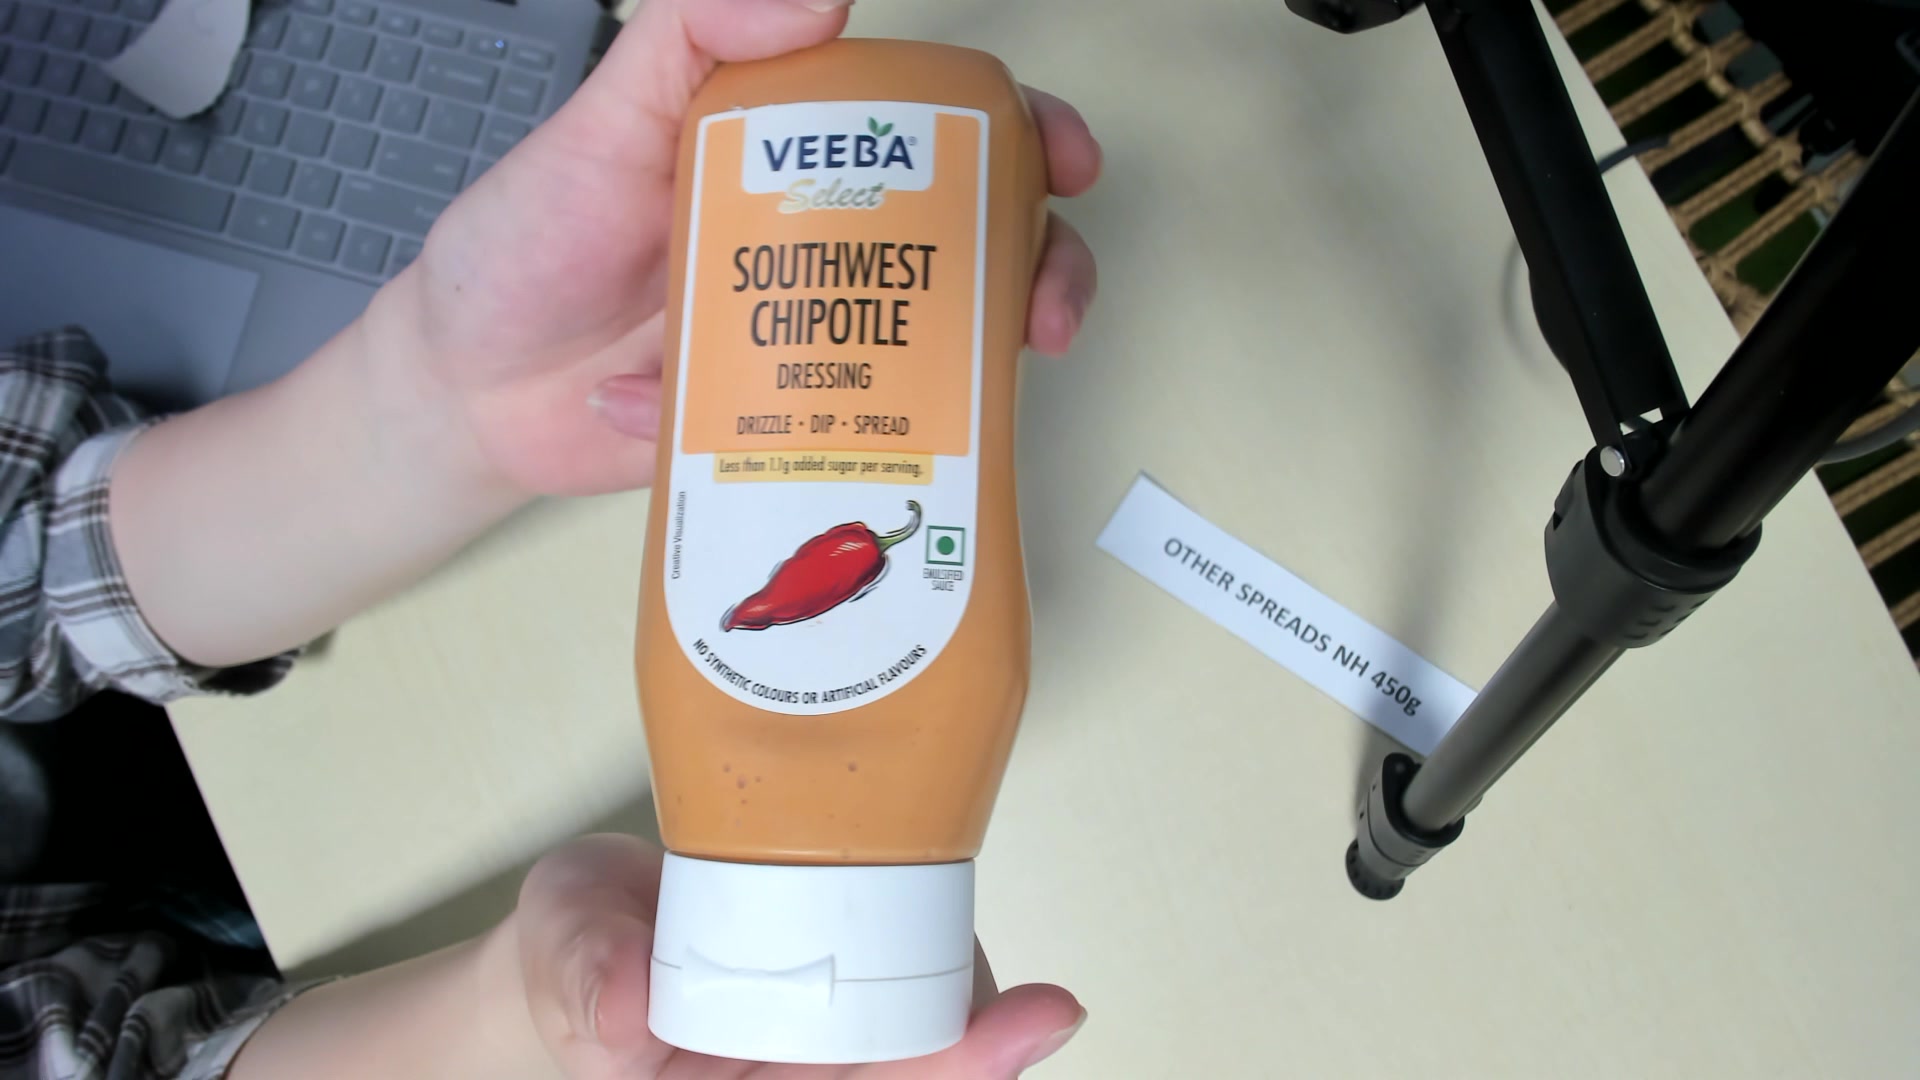 VEEBA®
Select
SOUTHWEST
CHIPOTLE
DRESSING
DRIZZLE • DIP • SPREAD
Less than 1.1g added sugar per serving.
Creative Visualization
EMULSIFIED
SAUCE
NO SYNTHETIC COLOURS OR ARTIFICIAL FLAVOURS
OTHER SPREADS NH 450g